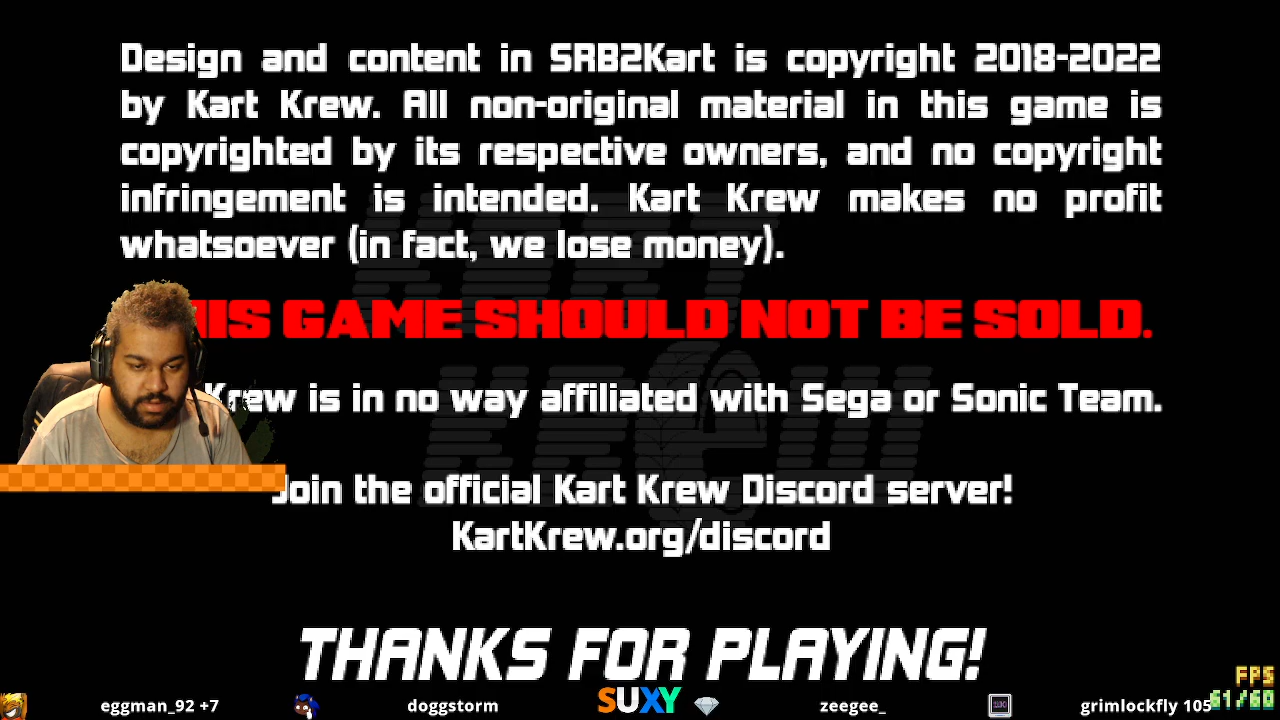 Design and content in SRB2Kart is copyright 2018-2022
by Kart Krew. All non-original material in this game is
copyrighted by its respective owners, and no copyright
infringement is intended. Kart Krew makes no profit
whatsoever (in fact, we lose money).
IS GAME SHOULD NOT BE SOLD.
Krew is in no way affiliated with Sega or Sonic Team.
Join the official Kart Krew Discord server!
KartKrew.org/discord
THANKS FOR PLAYING!
FPS
61/60
eggman_92 +7 doggstorm SUXY zeegee_ grimlockfly 105
KART
KREW